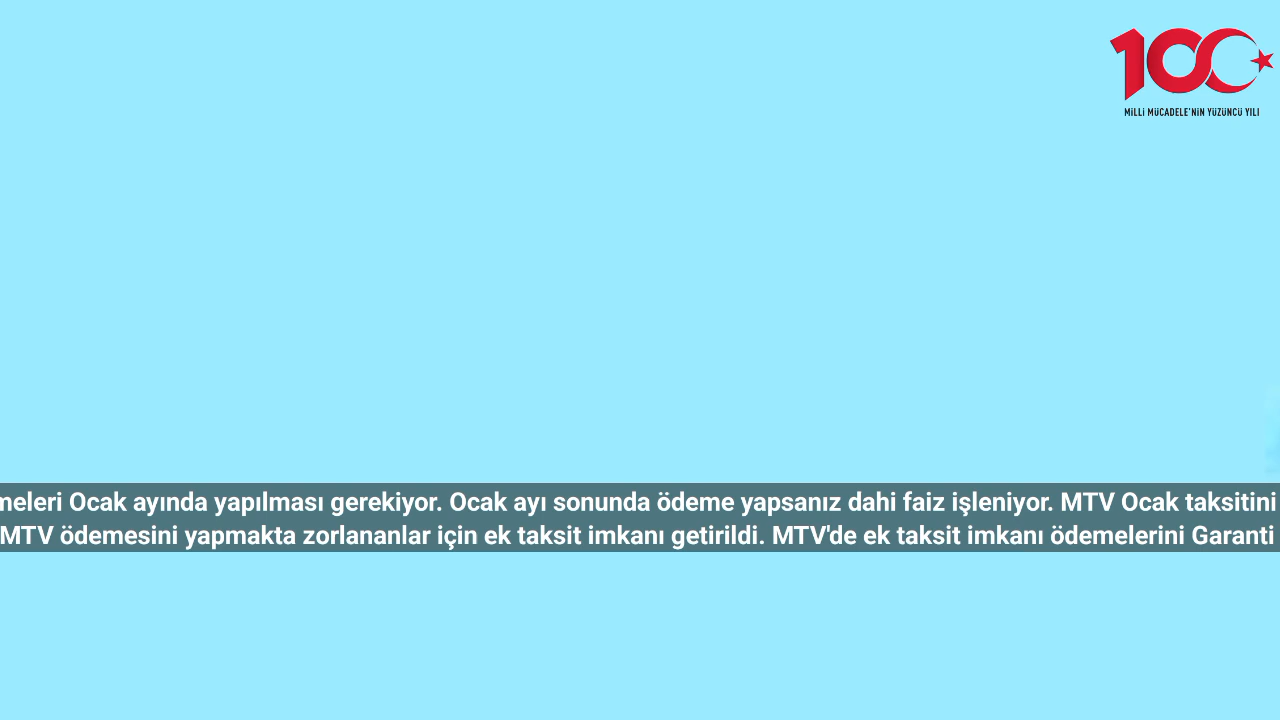 100
MİLLİ MÜCADELE'NİN YÜZÜNCÜ YILI
meleri Ocak ayında yapılması gerekiyor. Ocak ayı sonunda ödeme yapsanız dahi faiz işleniyor. MTV Ocak taksitini
MTV ödemesini yapmakta zorlananlar için ek taksit imkanı getirildi. MTV'de ek taksit imkanı ödemelerini Garanti